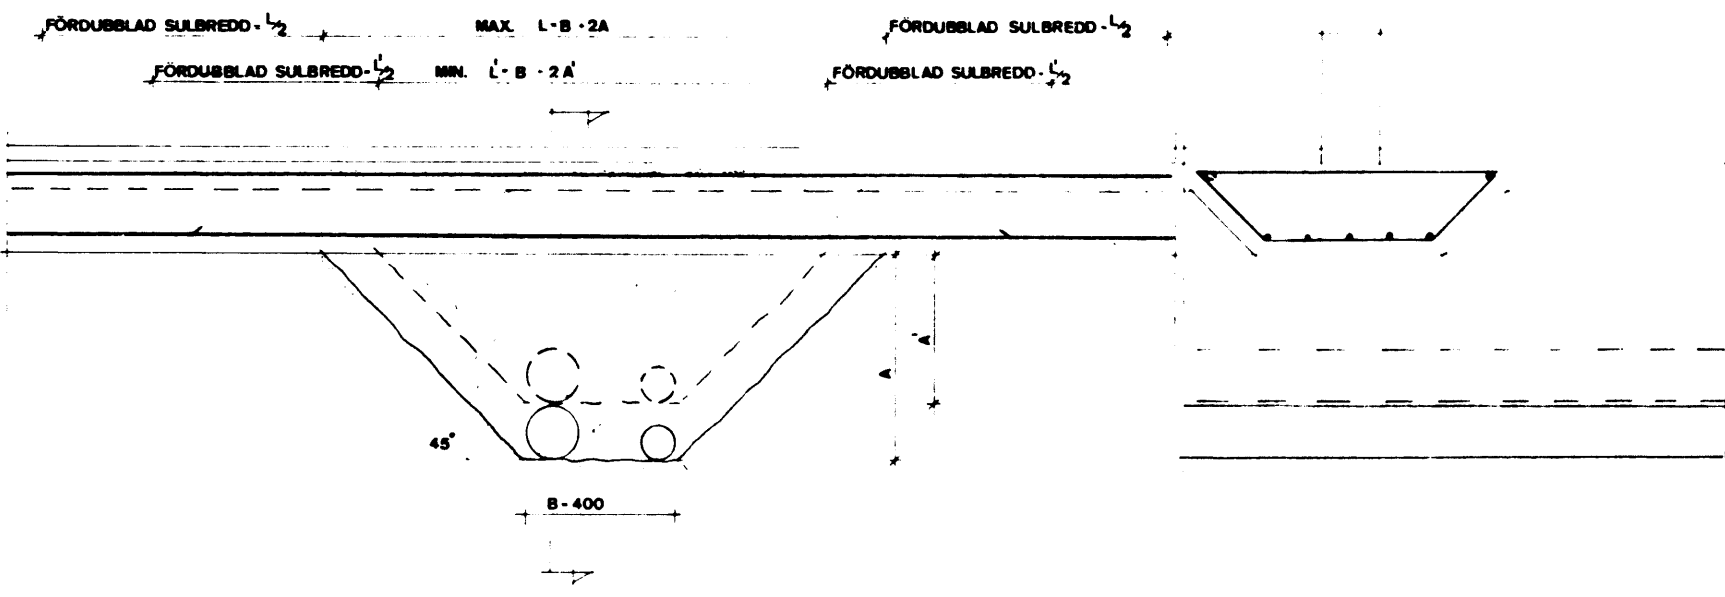 FÖRDUBBLAD SULBREDD - L/2 MAX. L - B - 2A FÖRDUBBLAD SULBREDD - L/2
FÖRDUBBLAD SULBREDD - L'/2 MIN. L' - B - 2A' FÖRDUBBLAD SULBREDD - L'/2
A'
A
45°
B - 400